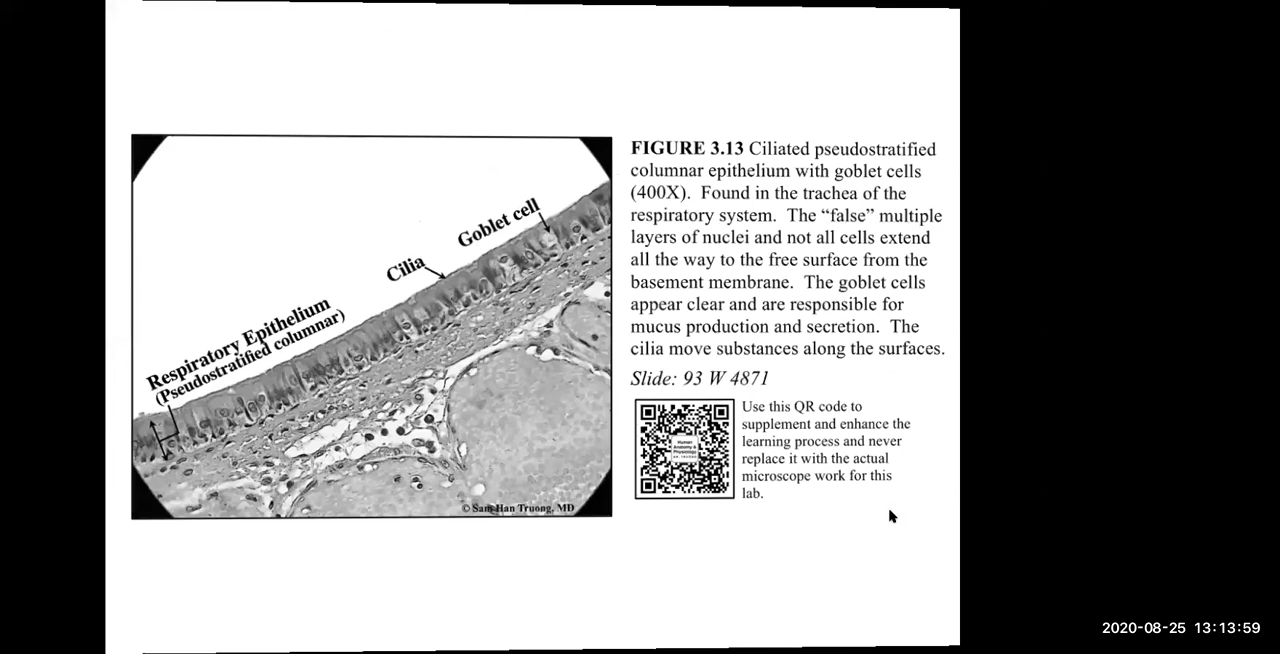 FIGURE 3.13 Ciliated pseudostratified
columnar epithelium with goblet cells
(400X). Found in the trachea of the
respiratory system. The “false” multiple
layers of nuclei and not all cells extend
all the way to the free surface from the
basement membrane. The goblet cells
appear clear and are responsible for
mucus production and secretion. The
cilia move substances along the surfaces.
Slide: 93 W 4871
Goblet cell
Cilia
Respiratory Epithelium
(Pseudostratified columnar)
© Sam-Han Truong, MD
Human
Anatomy &
Physiology
DR. TRUONG
Use this QR code to
supplement and enhance the
learning process and never
replace it with the actual
microscope work for this
lab.
2020-08-25 13:13:59